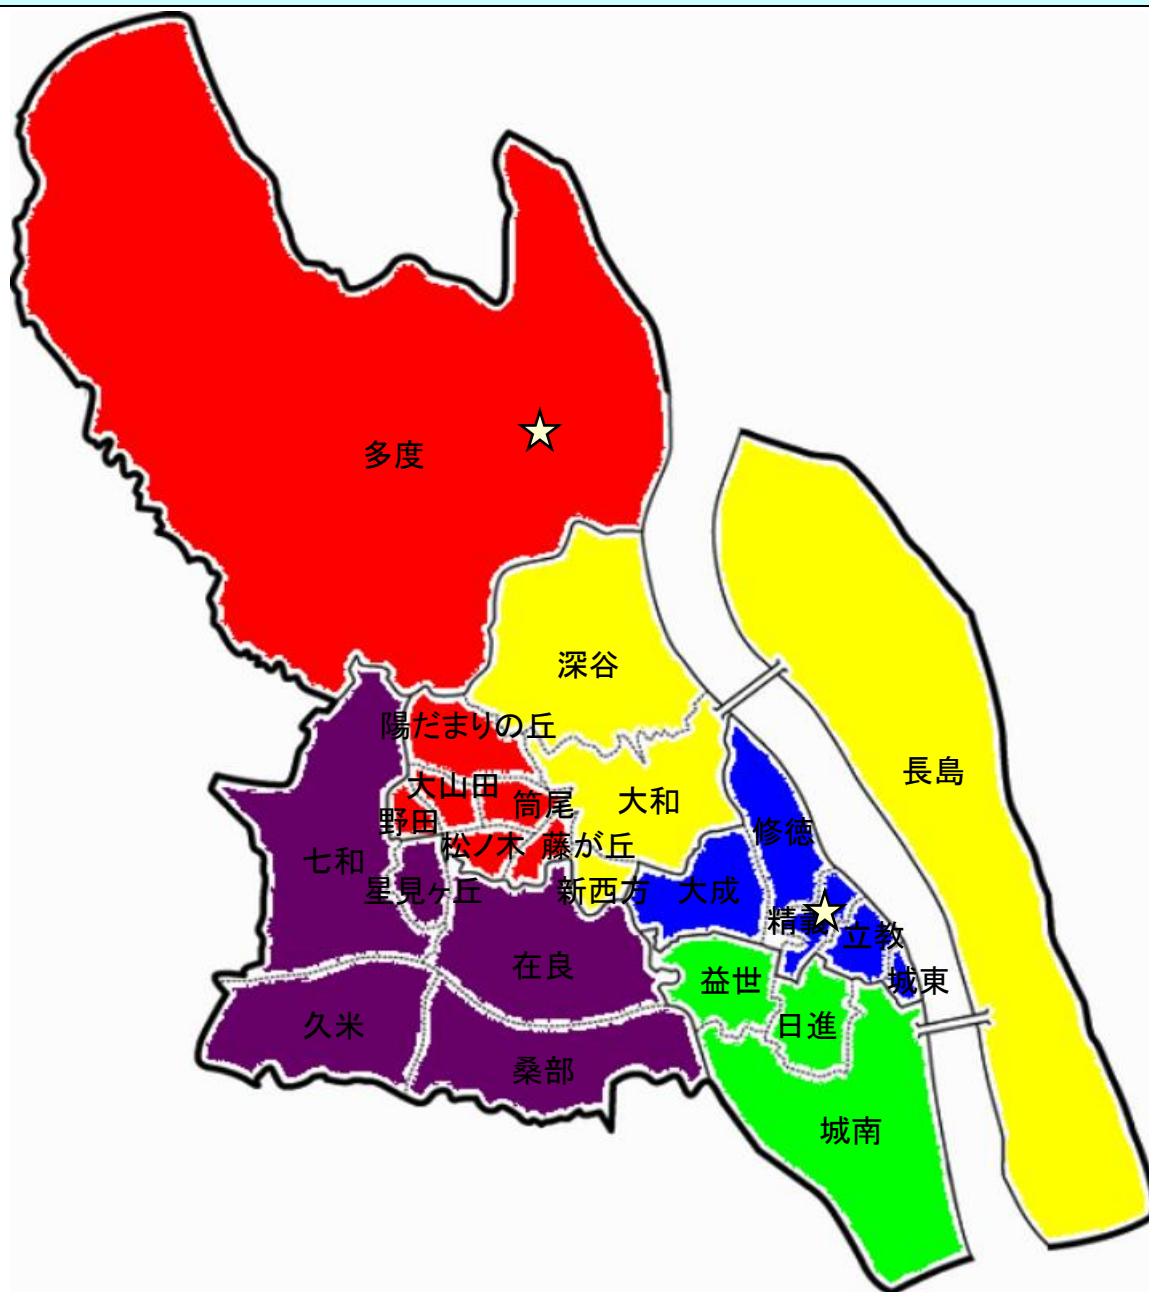 多度
深谷
陽だまりの丘
長島
大山田
筒尾
大和
野田
修徳
松ノ木
藤が丘
七和
星見ヶ丘
新西方
大成
精義
立教
在良
益世
城東
久米
日進
桑部
城南